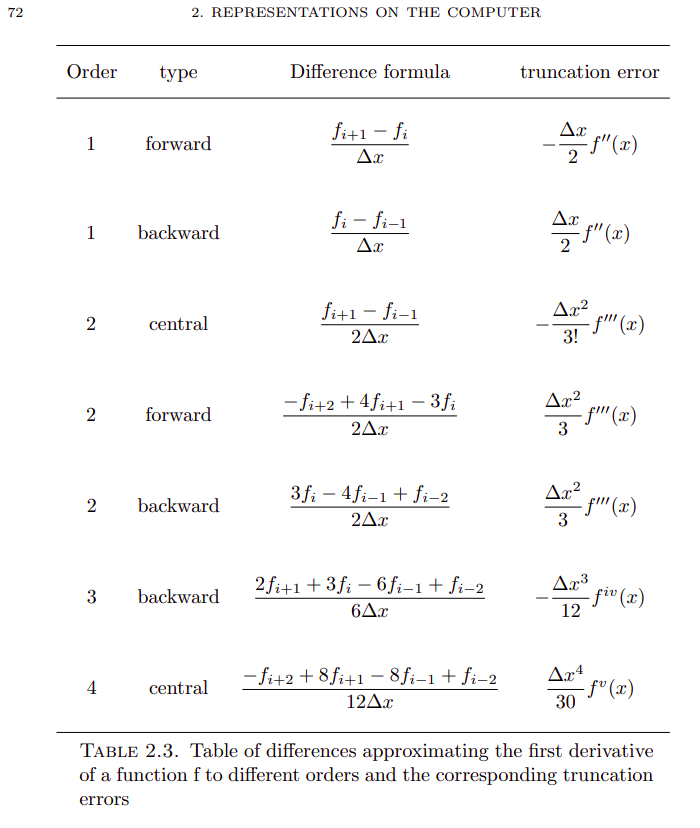 72 2. REPRESENTATIONS ON THE COMPUTER
Order type Difference formula truncation error
1 forward \frac{f_{i+1} - f_i}{\Delta x} -\frac{\Delta x}{2} f''(x)
1 backward \frac{f_i - f_{i-1}}{\Delta x} \frac{\Delta x}{2} f''(x)
2 central \frac{f_{i+1} - f_{i-1}}{2\Delta x} -\frac{\Delta x^2}{3!} f'''(x)
2 forward \frac{-f_{i+2} + 4f_{i+1} - 3f_i}{2\Delta x} \frac{\Delta x^2}{3} f'''(x)
2 backward \frac{3f_i - 4f_{i-1} + f_{i-2}}{2\Delta x} \frac{\Delta x^2}{3} f'''(x)
3 backward \frac{2f_{i+1} + 3f_i - 6f_{i-1} + f_{i-2}}{6\Delta x} -\frac{\Delta x^3}{12} f^{iv}(x)
4 central \frac{-f_{i+2} + 8f_{i+1} - 8f_{i-1} + f_{i-2}}{12\Delta x} \frac{\Delta x^4}{30} f^{v}(x)
TABLE 2.3. Table of differences approximating the first derivative
of a function f to different orders and the corresponding truncation
errors